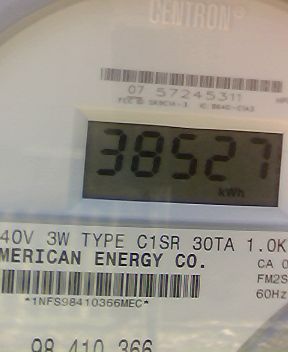 CENTRON®
07 57245311
38527
kWh
40V 3W TYPE C1SR 30TA 1.0K
MERICAN ENERGY CO. CA 0
FM2S
*1NFS98410366MEC* 60Hz
98 410 366